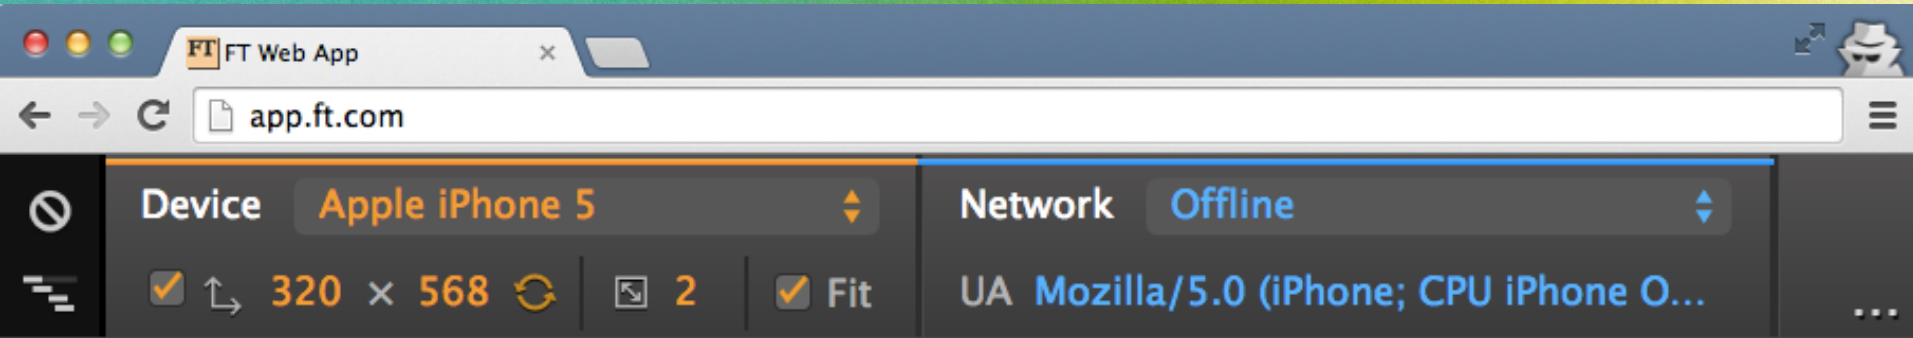 FT FT Web App
app.ft.com
Device Apple iPhone 5 Network Offline
320 × 568 2 Fit UA Mozilla/5.0 (iPhone; CPU iPhone O... ...